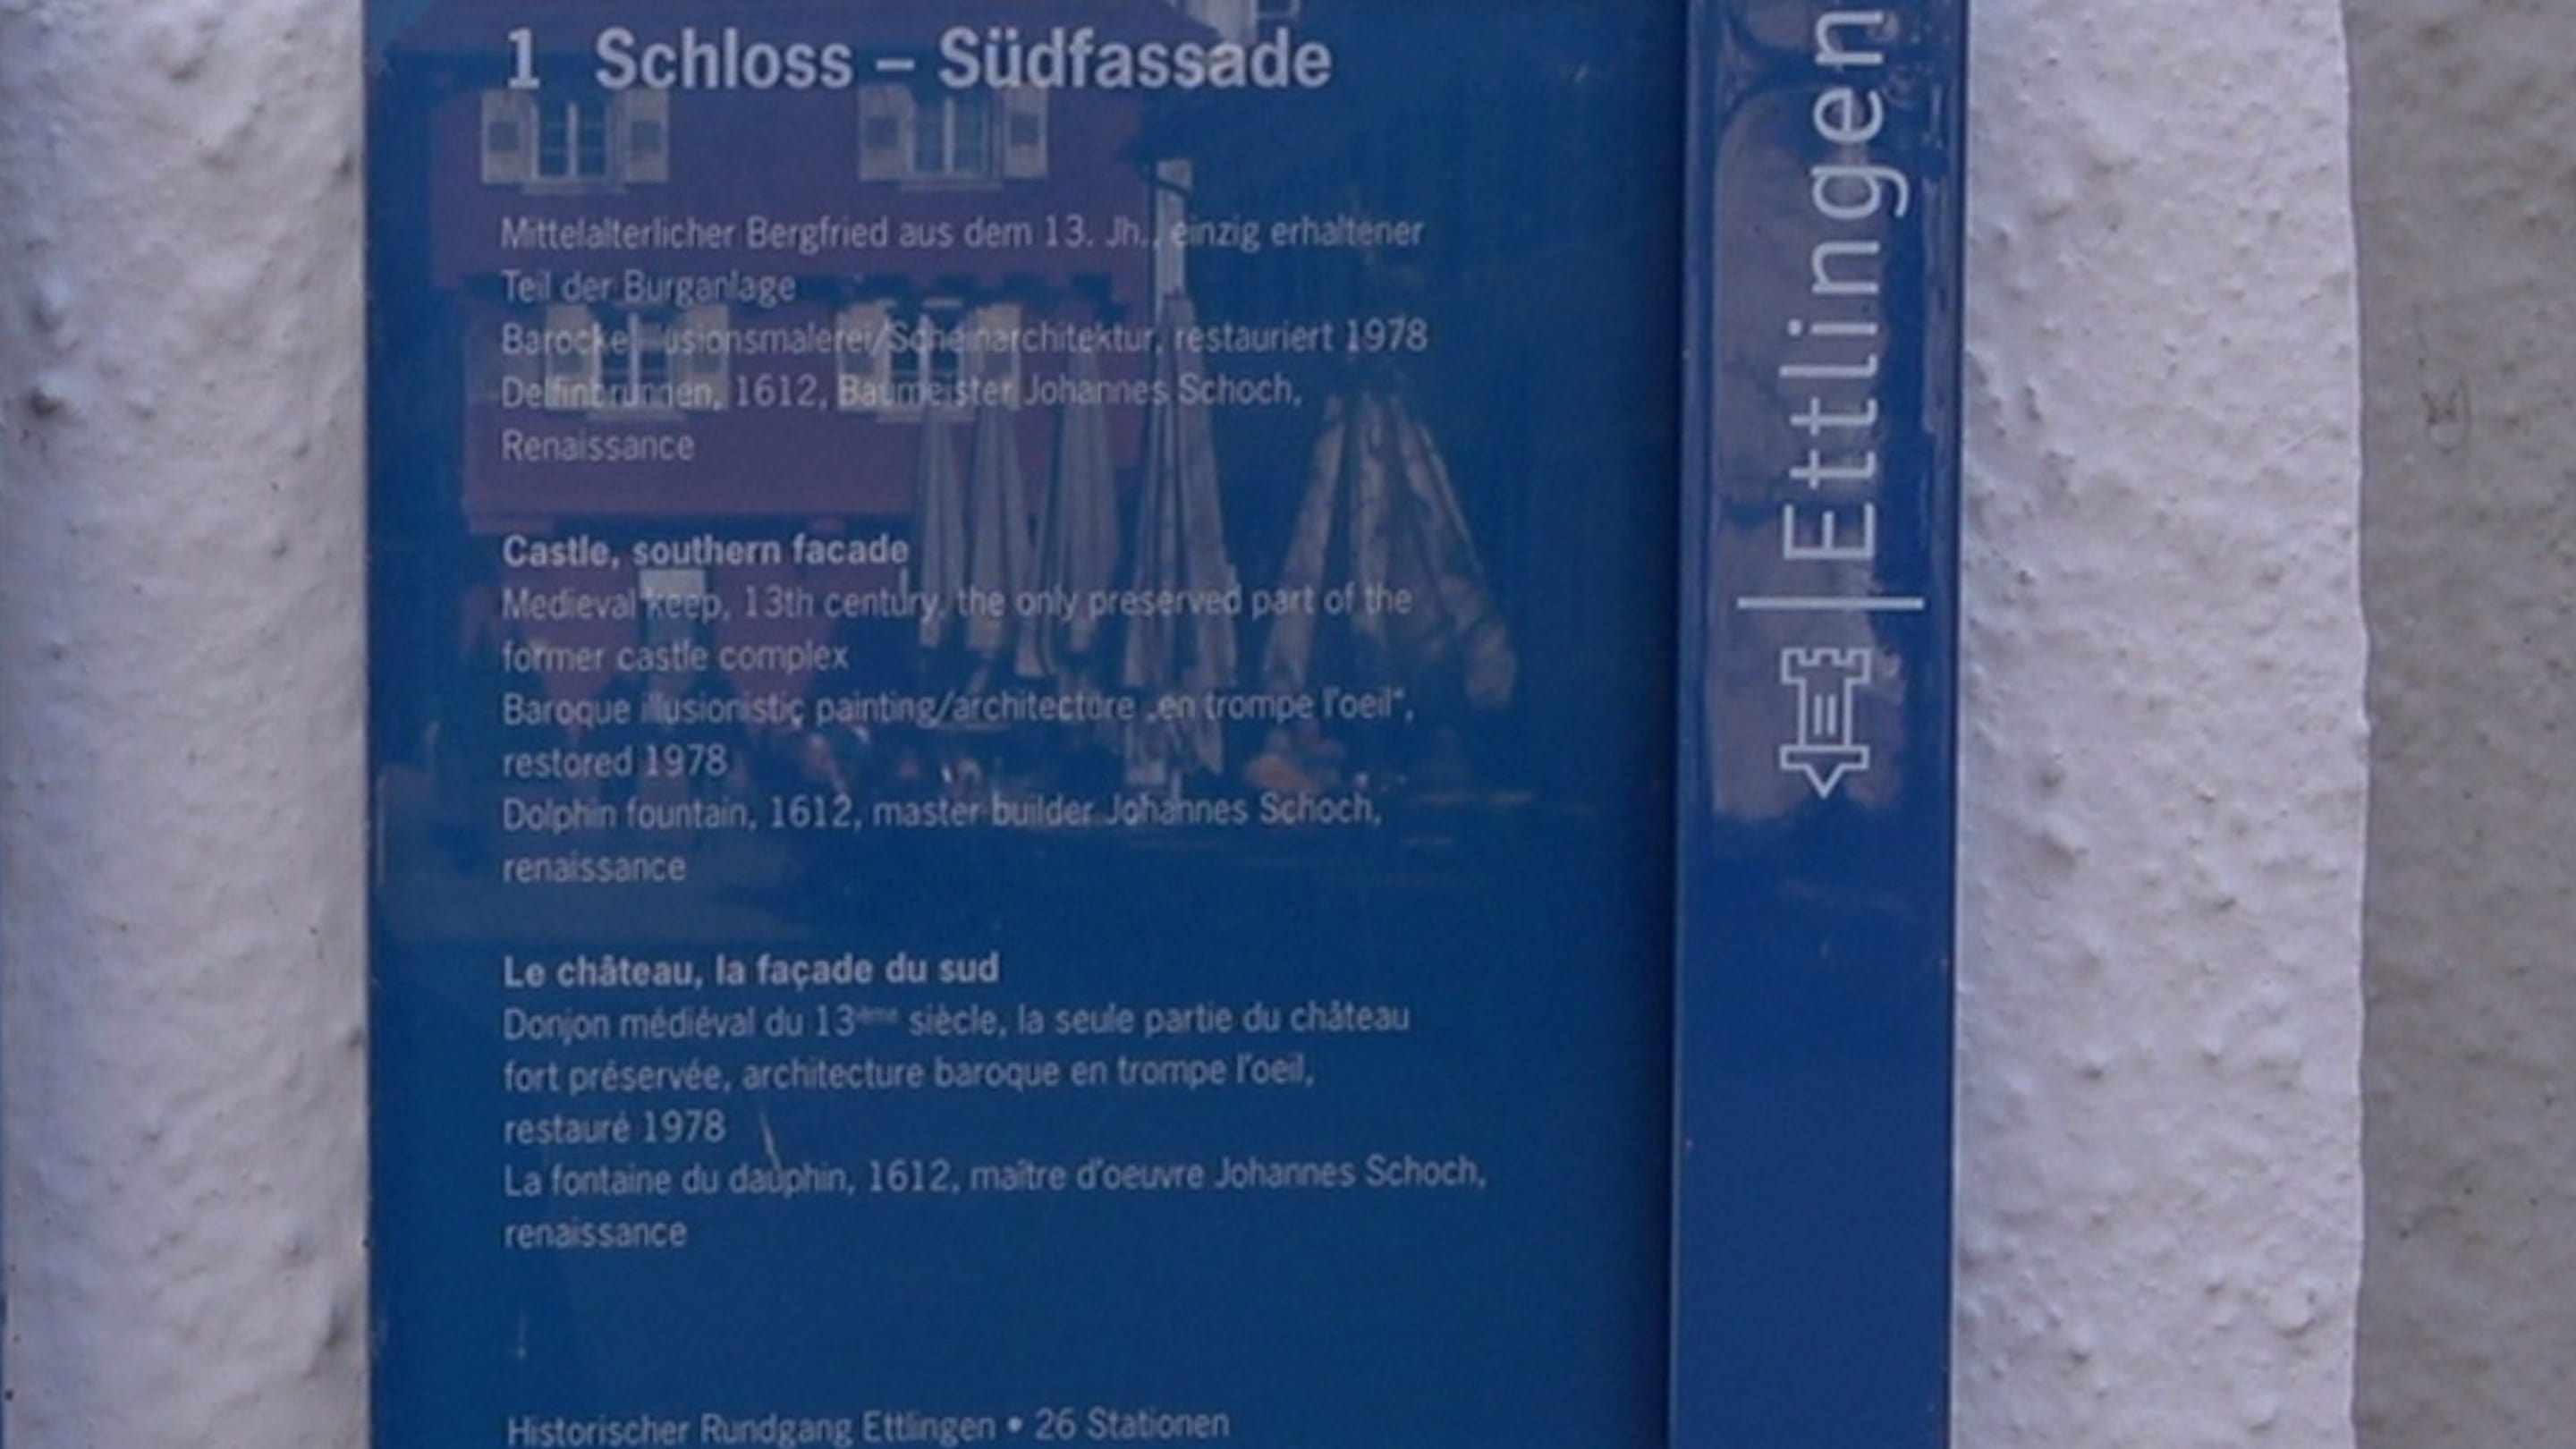 1 Schloss – Südfassade
Mittelalterlicher Bergfried aus dem 13. Jh., einzig erhaltener
Teil der Burganlage
Barocke Illusionsmalerei/Scheinarchitektur, restauriert 1978
Delfinbrunnen, 1612, Baumeister Johannes Schoch,
Renaissance
Castle, southern facade
Medieval keep, 13th century, the only preserved part of the
former castle complex
Baroque illusionistic painting/architecture „en trompe l'oeil“,
restored 1978
Dolphin fountain, 1612, master builder Johannes Schoch,
renaissance
Le château, la façade du sud
Donjon médiéval du 13ième siècle, la seule partie du château
fort préservée, architecture baroque en trompe l'oeil,
restauré 1978
La fontaine du dauphin, 1612, maître d'oeuvre Johannes Schoch,
renaissance
Historischer Rundgang Ettlingen • 26 Stationen
Ettlingen